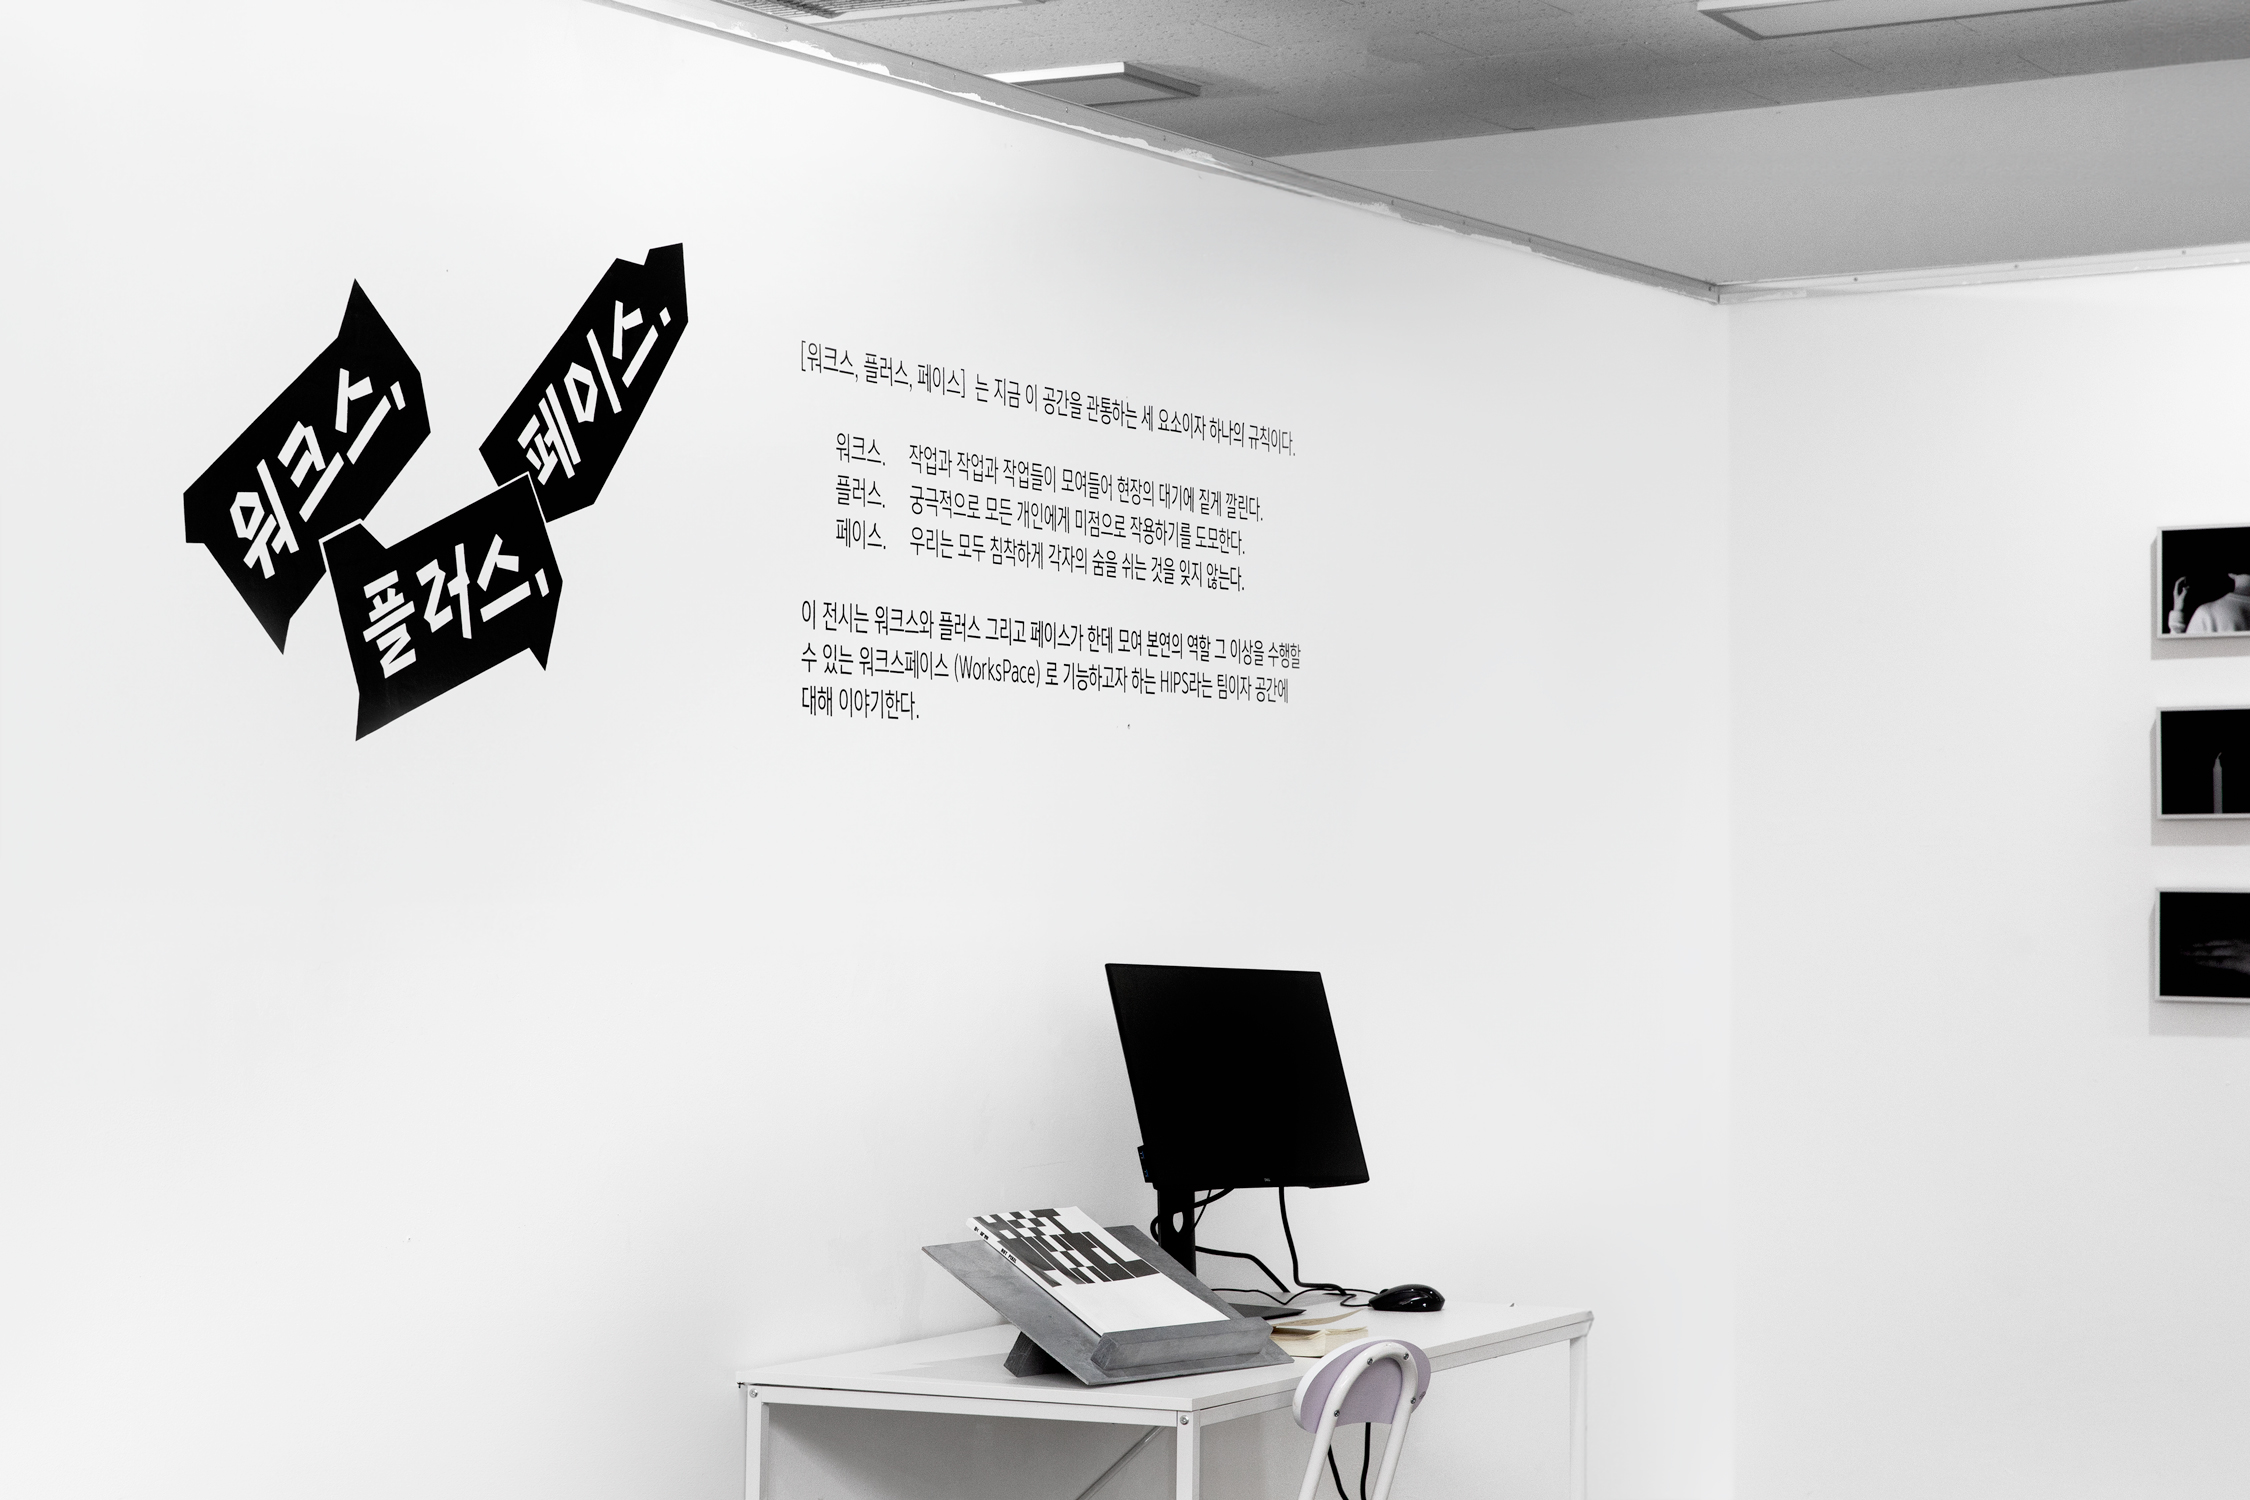 워크스,
플러스,
페이스.
[워크스, 플러스, 페이스] 는 지금 이 공간을 관통하는 세 요소이자 하나의 규칙이다.
워크스. 작업과 작업과 작업들이 모여들어 현장의 대기에 짙게 깔린다.
플러스. 궁극적으로 모든 개인에게 미점으로 작용하기를 도모한다.
페이스. 우리는 모두 침착하게 각자의 숨을 쉬는 것을 잊지 않는다.
이 전시는 워크스와 플러스 그리고 페이스가 한데 모여 본연의 역할 그 이상을 수행할
수 있는 워크스페이스 (WorksPace) 로 기능하고자 하는 HIPS라는 팀이자 공간에
대해 이야기한다.
HOT
PIXEL
HOT PIXEL